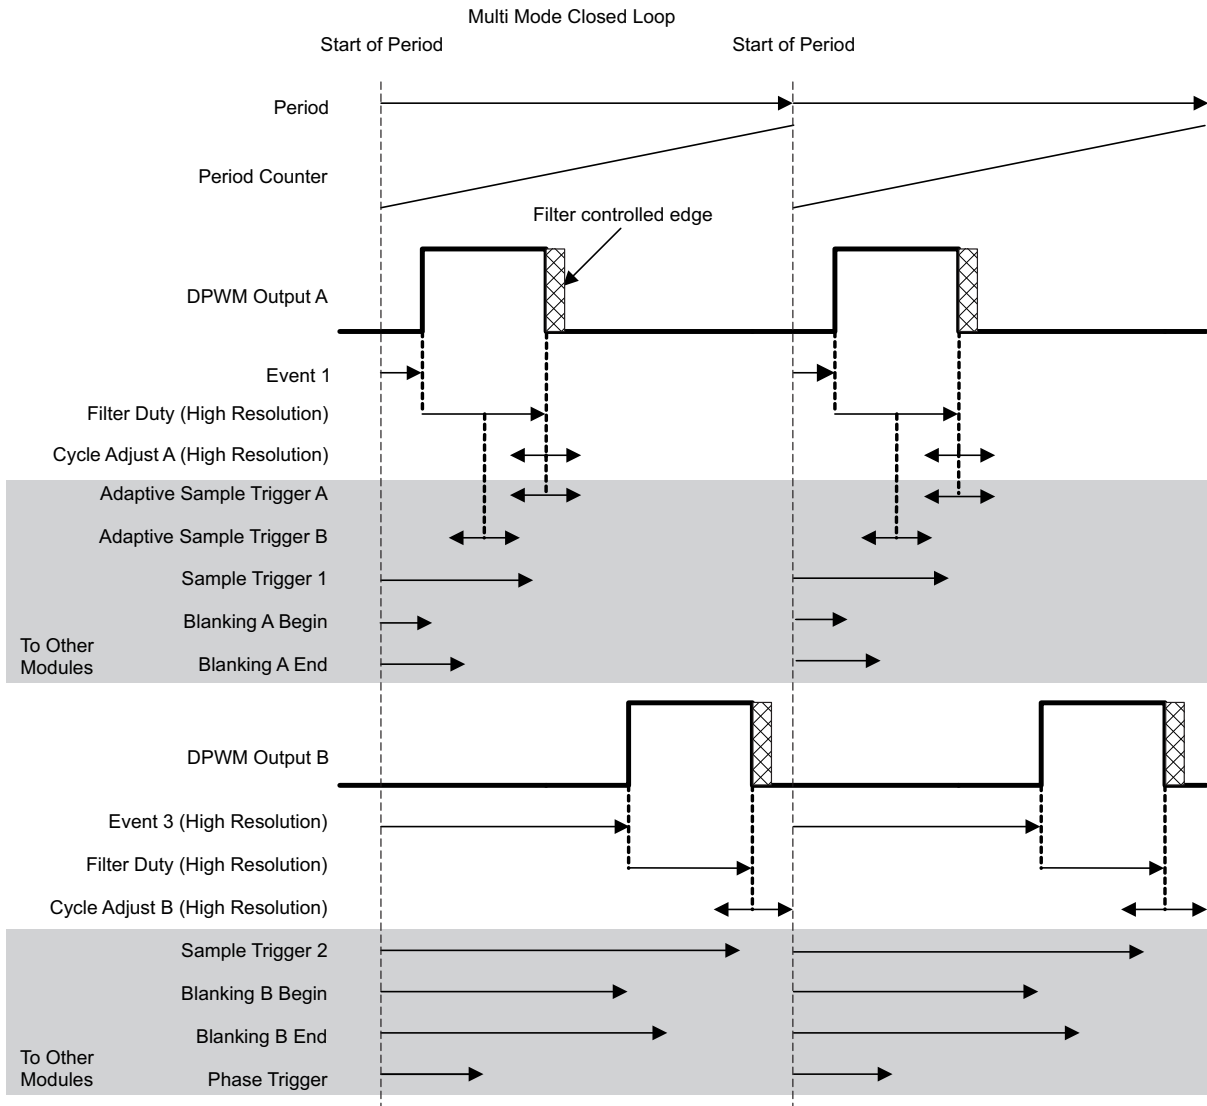 Multi Mode Closed Loop
Start of Period
Start of Period
Period
Period Counter
Filter controlled edge
DPWM Output A
Event 1
Filter Duty (High Resolution)
Cycle Adjust A (High Resolution)
Adaptive Sample Trigger A
Adaptive Sample Trigger B
Sample Trigger 1
Blanking A Begin
To Other
Modules
Blanking A End
DPWM Output B
Event 3 (High Resolution)
Filter Duty (High Resolution)
Cycle Adjust B (High Resolution)
Sample Trigger 2
Blanking B Begin
Blanking B End
To Other
Modules
Phase Trigger